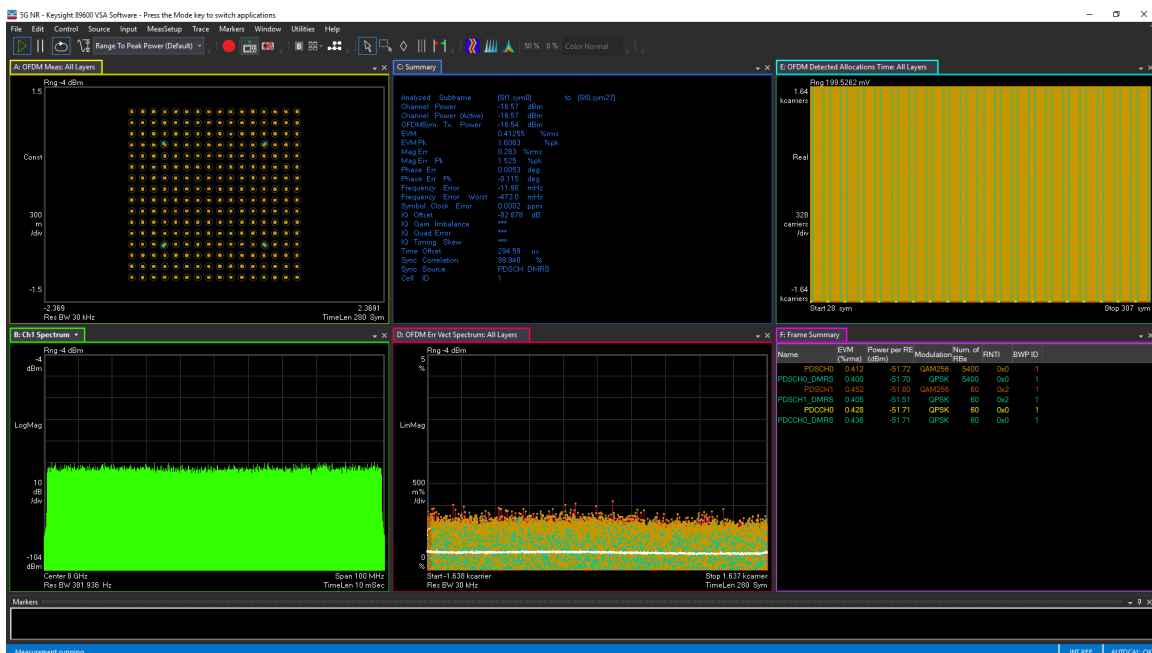 5G NR - Keysight 89600 VSA Software - Press the Mode key to switch applications
File Edit Control Source Input MeasSetup Trace Markers Window Utilities Help
Range To Peak Power (Default) 50 % 0 % Color Normal
A: OFDM Meas: All Layers
Rng -4 dBm
1.5
Const
300
m
/div
-1.5
-2.369 2.3691
Res BW 30 kHz TimeLen 280 Sym
C: Summary
Analyzed Subframe [Sf1,sym0] to [Sf0,sym27]
Channel Power -16.57 dBm
Channel Power (Active) -16.57 dBm
OFDMSym. Tx. Power -16.54 dBm
EVM 0.41255 %rms
EVM Pk 1.6063 %pk
Mag Err 0.283 %rms
Mag Err Pk 1.525 %pk
Phase Err 0.0053 deg
Phase Err Pk -0.115 deg
Frequency Error -11.98 mHz
Frequency Error Worst -473.0 mHz
Symbol Clock Error 0.0002 ppm
IQ Offset -82.878 dB
IQ Gain Imbalance ***
IQ Quad Error ***
IQ Timing Skew ***
Time Offset 294.59 us
Sync Correlation 99.948 %
Sync Source PDSCH DMRS
Cell ID 1
E: OFDM Detected Allocations Time: All Layers
Rng 199.5262 mV
1.64
kcarriers
Real
328
carriers
/div
-1.64
kcarriers
Start 28 sym Stop 307 sym
B: Ch1 Spectrum
Rng -4 dBm
-4
dBm
LogMag
10
dB
/div
-104
dBm
Center 8 GHz Span 100 MHz
Res BW 381.936 Hz TimeLen 10 mSec
D: OFDM Err Vect Spectrum: All Layers
Rng -4 dBm
5
%
LinMag
500
m%
/div
0
%
Start -1.638 kcarrier Stop 1.637 kcarrier
Res BW 30 kHz TimeLen 280 Sym
F: Frame Summary
Name EVM (%rms) Power per RE (dBm) Modulation Num. of RBs RNTI BWP ID
PDSCH0 0.412 -51.72 QAM256 5400 0x0 1
PDSCH0_DMRS 0.400 -51.70 QPSK 5400 0x0 1
PDSCH1 0.452 -51.80 QAM256 60 0x2 1
PDSCH1_DMRS 0.405 -51.51 QPSK 60 0x2 1
PDCCH0 0.428 -51.71 QPSK 60 0x0 1
PDCCH0_DMRS 0.436 -51.71 QPSK 60 0x0 1
Markers
Measurement running INT REF AUTOCAL: OK